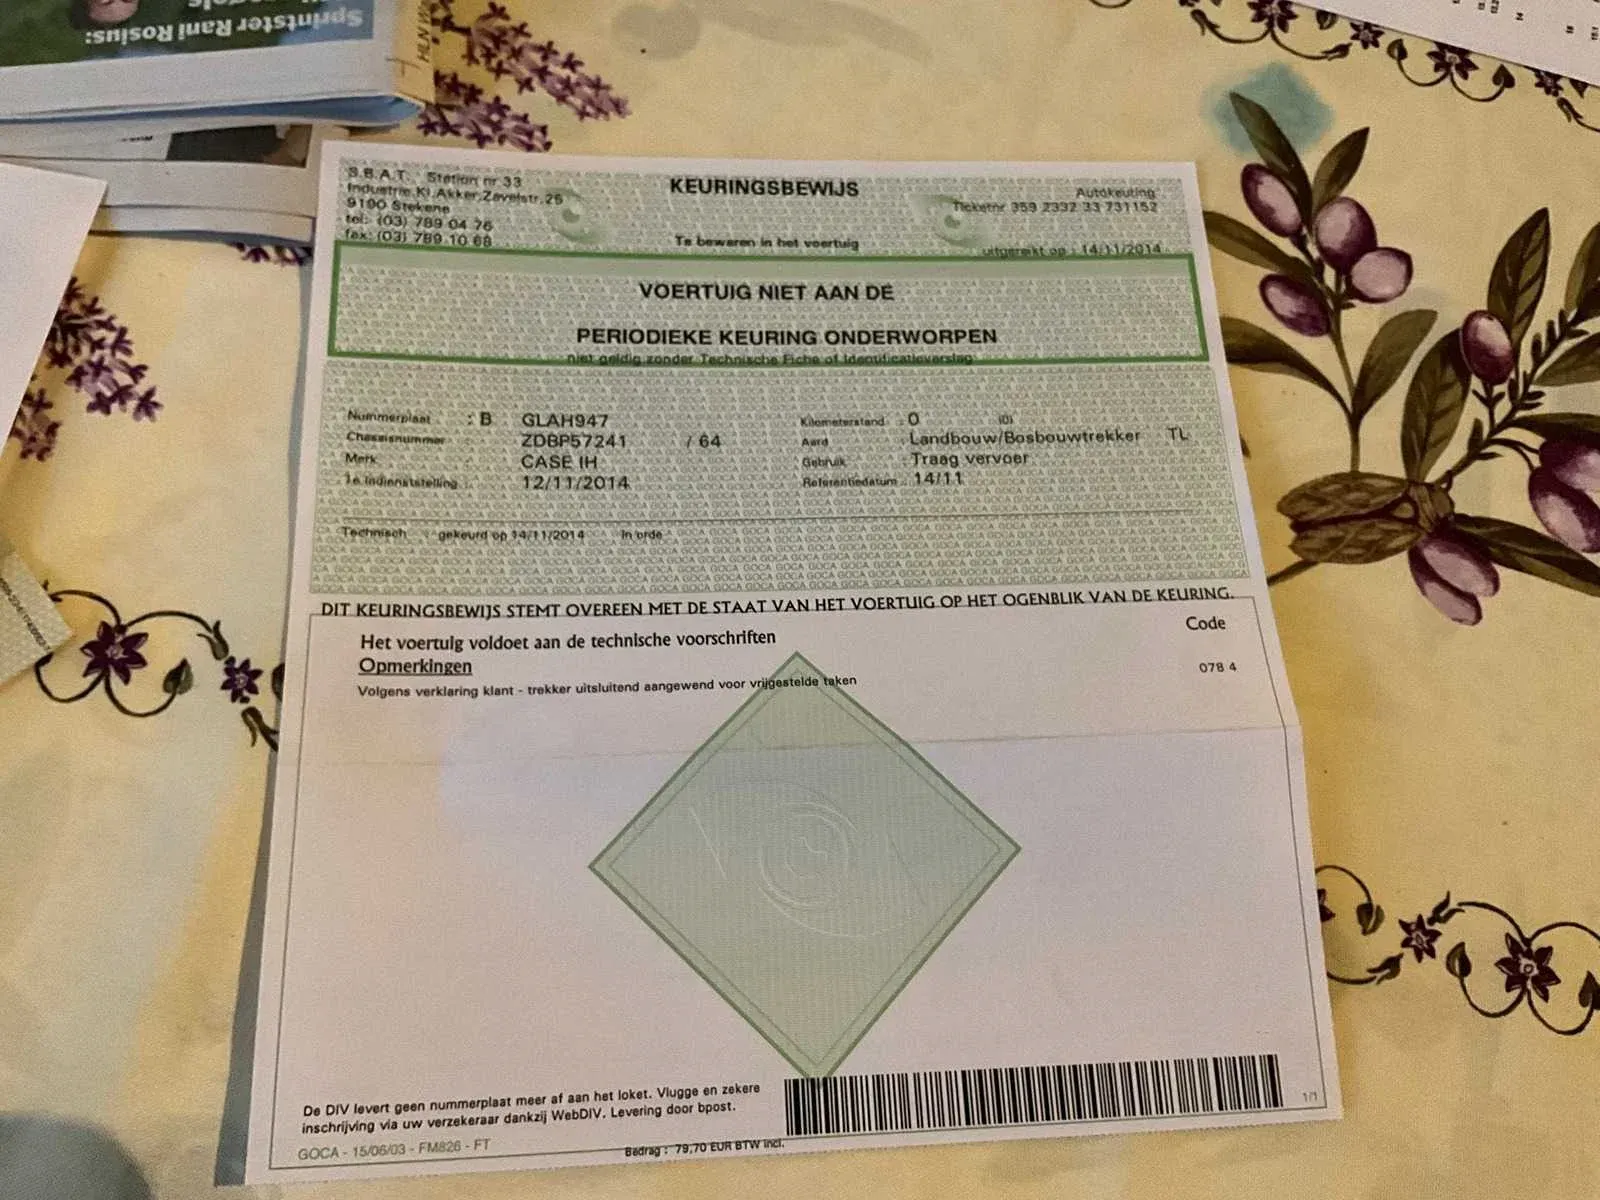 Sprintster Rani Rosius:
HLN
S.B.A.T. Station nr 33
Industrie.Kl.Akker,Zavelstr.26
9190 Stekene
tel: (03) 789 04 76
fax: (03) 789 10 68
KEURINGSBEWIJS
Te bewaren in het voertuig
Autokeuring
Ticketnr 359 2332 33 731152
uitgereikt op : 14/11/2014
VOERTUIG NIET AAN DE
PERIODIEKE KEURING ONDERWORPEN
niet geldig zonder Technische Fiche of Identificatieverslag
Nummerplaat : B GLAH947
Chassisnummer : ZDBP57241 / 64
Merk : CASE IH
1e Indienststelling : 12/11/2014
Kilometerstand : 0 (0)
Aard : Landbouw/Bosbouwtrekker TL
Gebruik : Traag vervoer
Referentiedatum : 14/11
Technisch : gekeurd op 14/11/2014 In orde
DIT KEURINGSBEWIJS STEMT OVEREEN MET DE STAAT VAN HET VOERTUIG OP HET OGENBLIK VAN DE KEURING.
Het voertuig voldoet aan de technische voorschriften
Code
Opmerkingen
078 4
Volgens verklaring klant - trekker uitsluitend aangewend voor vrijgestelde taken
De DIV levert geen nummerplaat meer af aan het loket. Vlugge en zekere
inschrijving via uw verzekeraar dankzij WebDIV. Levering door bpost.
1/1
GOCA - 15/06/03 - FM826 - FT
Bedrag : 79,70 EUR BTW incl.